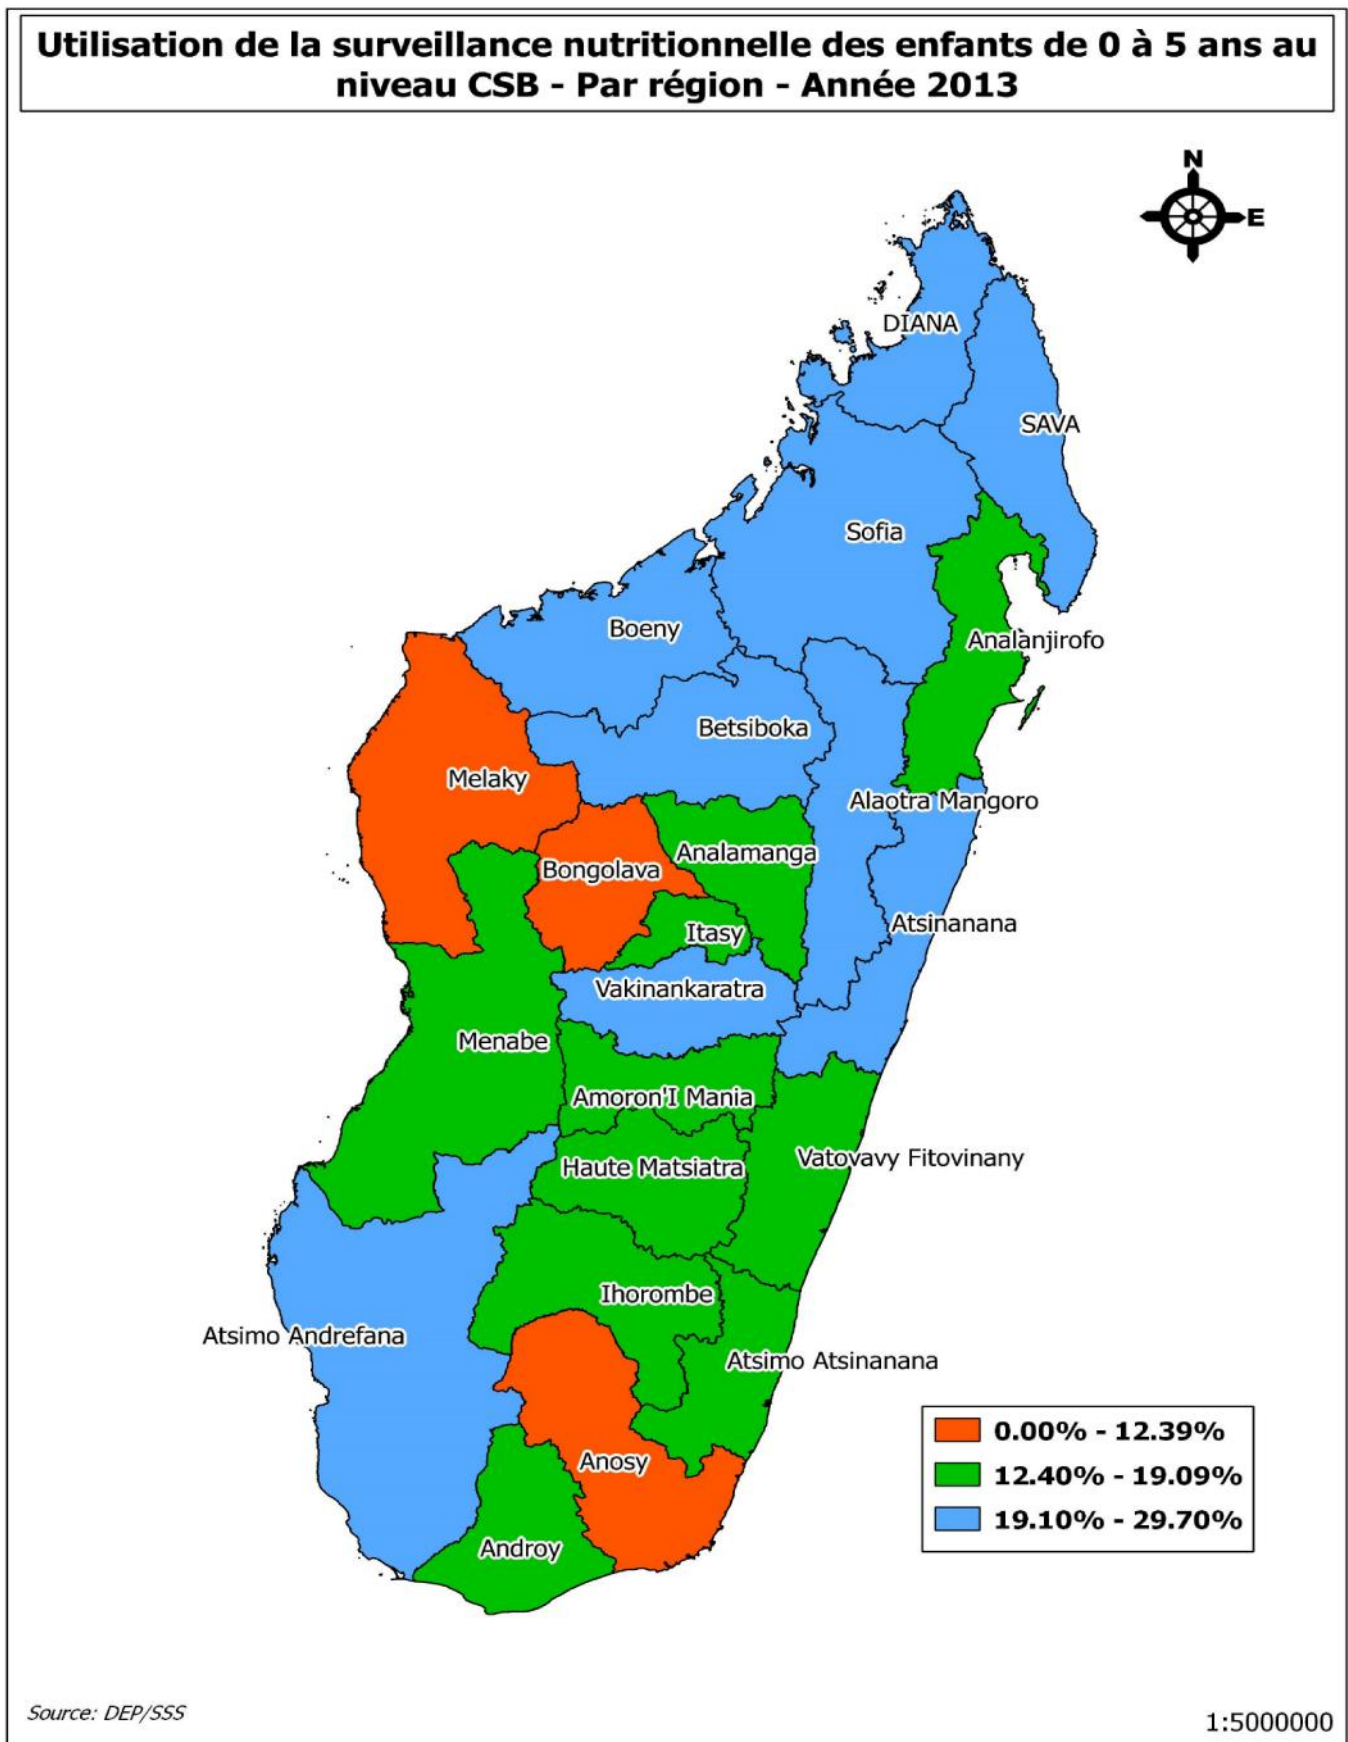 Utilisation de la surveillance nutritionnelle des enfants de 0 à 5 ans au
niveau CSB - Par région - Année 2013
N
E
DIANA
SAVA
Sofia
Boeny
Analanjirofo
Betsiboka
Melaky
Alaotra Mangoro
Analamanga
Bongolava
Atsinanana
Itasy
Vakinankaratra
Menabe
Amoron'I Mania
Vatovavy Fitovinany
Haute Matsiatra
Ihorombe
Atsimo Andrefana
Atsimo Atsinanana
0.00% - 12.39%
Anosy
12.40% - 19.09%
19.10% - 29.70%
Androy
Source: DEP/SSS
1:5000000